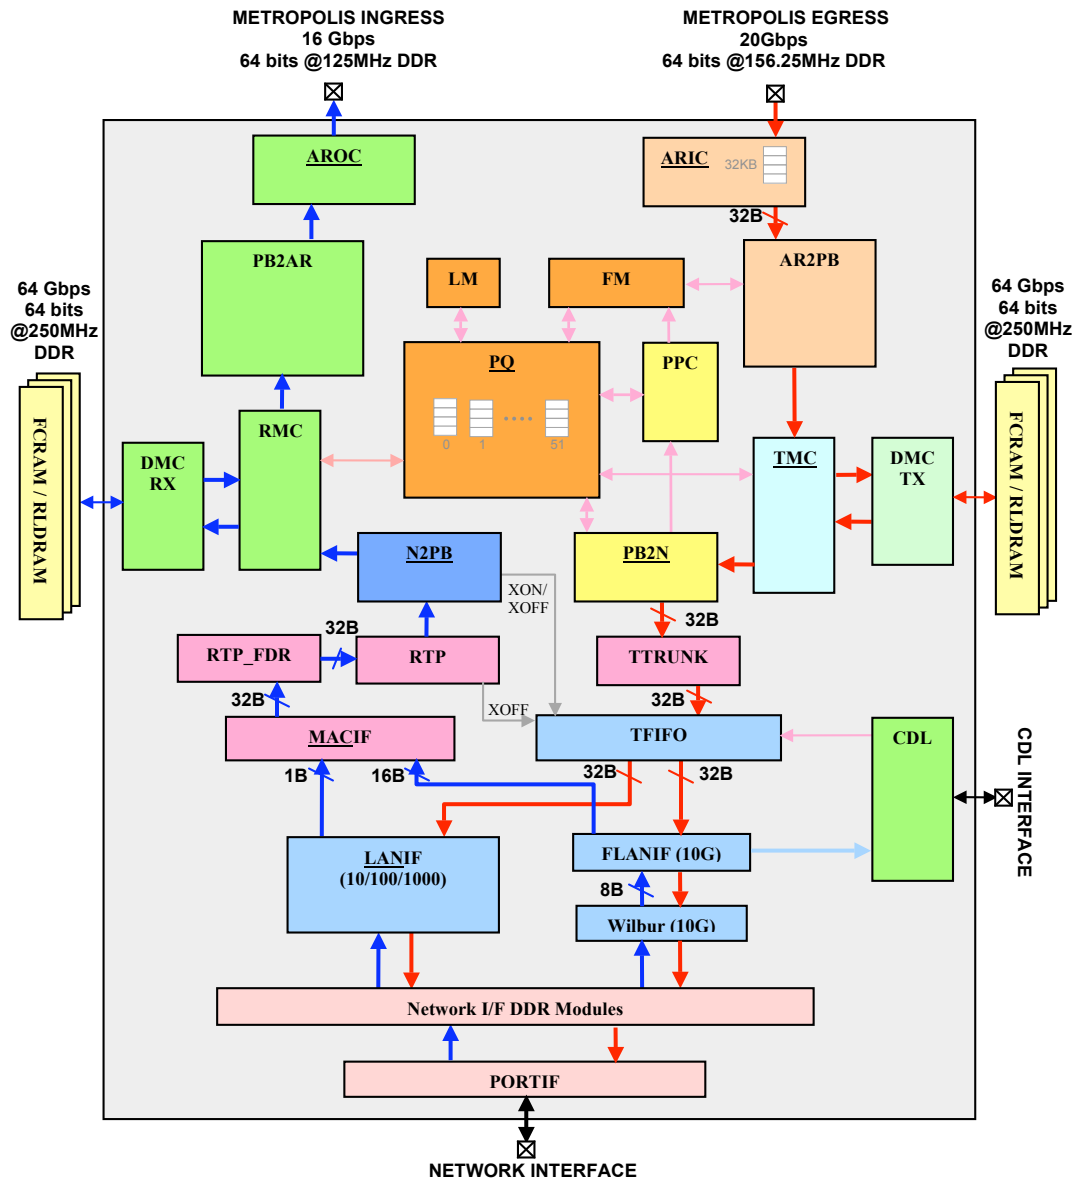 METROPOLIS INGRESS
16 Gbps
64 bits @125MHz DDR
METROPOLIS EGRESS
20Gbps
64 bits @156.25MHz DDR
AROC
ARIC
32KB
32B
PB2AR
LM
FM
AR2PB
64 Gbps
64 bits
@250MHz
DDR
64 Gbps
64 bits
@250MHz
DDR
PQ
0
1
51
PPC
FCRAM / RLDRAM
DMC
RX
RMC
TMC
DMC
TX
FCRAM / RLDRAM
N2PB
PB2N
XON/
XOFF
32B
32B
RTP_FDR
RTP
TTRUNK
32B
XOFF
32B
MACIF
TFIFO
CDL
1B
16B
32B
32B
CDL INTERFACE
LANIF
(10/100/1000)
FLANIF (10G)
8B
Wilbur (10G)
Network I/F DDR Modules
PORTIF
NETWORK INTERFACE